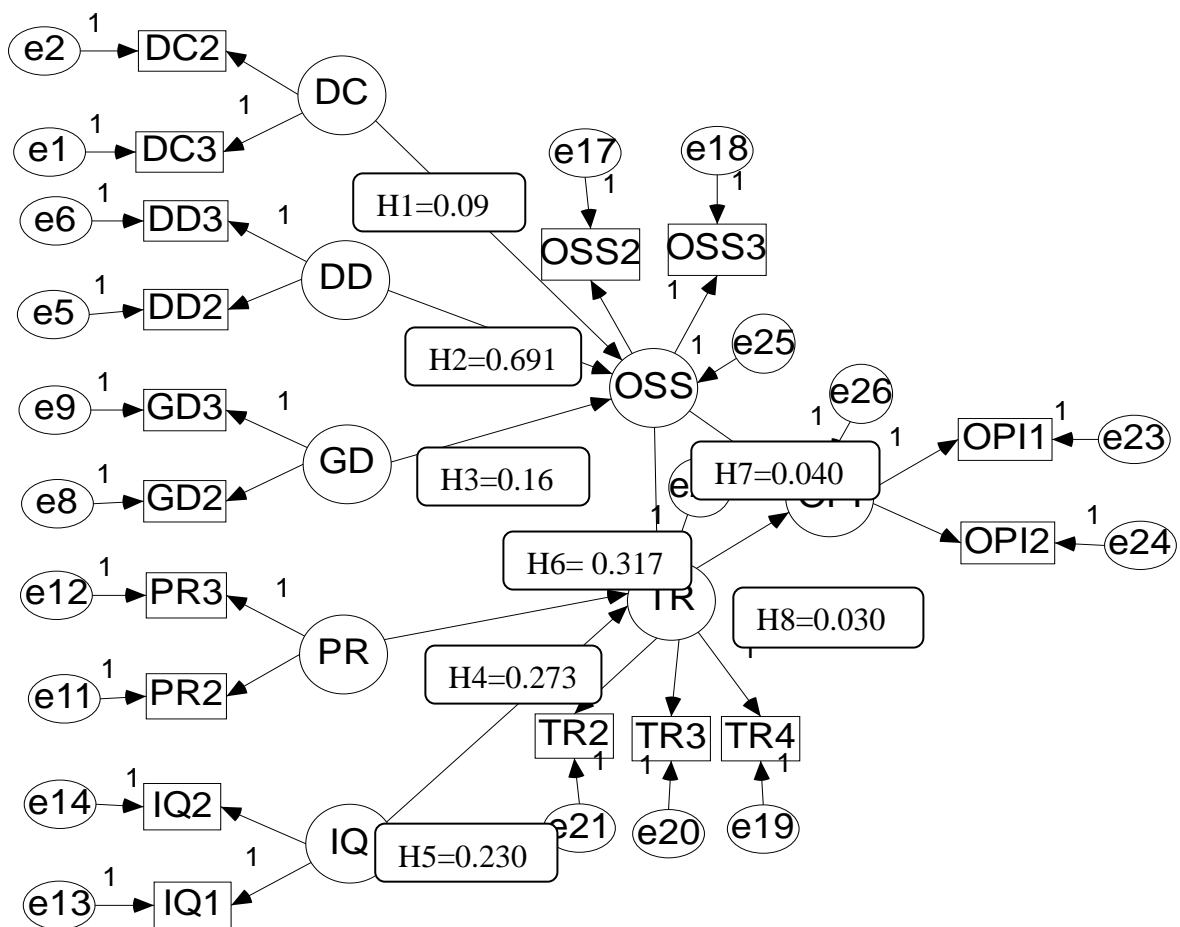 1
e2
DC2
DC
1
1
e1
DC3
e17
e18
1
1
1
1
e6
DD3
H1=0.09
OSS2
OSS3
DD
1
1
e5
DD2
H2=0.691
1
e25
OSS
e26
1
1
e9
GD3
1
1
OPI1
1
e23
GD
H3=0.16
H7=0.040
1
e8
GD2
1
OPI2
1
e24
1
1
e12
PR3
H6= 0.317
TR
H8=0.030
PR
1
e11
PR2
H4=0.273
TR2
TR3
TR4
1
1
1
1
e14
IQ2
e21
e20
e19
IQ
H5=0.230
1
1
e13
IQ1